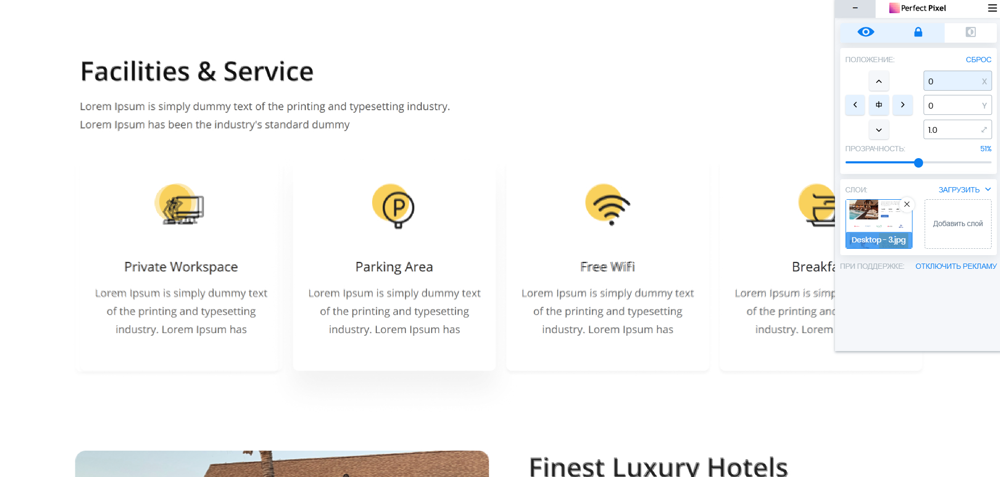 Perfect Pixel
ПОЛОЖЕНИЕ:
СБРОС
0 X
0 Y
1.0
ПРОЗРАЧНОСТЬ:
51%
СЛОИ:
ЗАГРУЗИТЬ
Desktop - 3.jpg
Добавить слой
ПРИ ПОДДЕРЖКЕ:
ОТКЛЮЧИТЬ РЕКЛАМУ
Facilities & Service
Lorem Ipsum is simply dummy text of the printing and typesetting industry.
Lorem Ipsum has been the industry's standard dummy
Private Workspace
Lorem Ipsum is simply dummy text
of the printing and typesetting
industry. Lorem Ipsum has
P
Parking Area
Lorem Ipsum is simply dummy text
of the printing and typesetting
industry. Lorem Ipsum has
Free WiFi
Lorem Ipsum is simply dummy text
of the printing and typesetting
industry. Lorem Ipsum has
Breakfa
Lorem Ipsum is simp
of the printing and
industry. Lorem
Finest Luxury Hotels